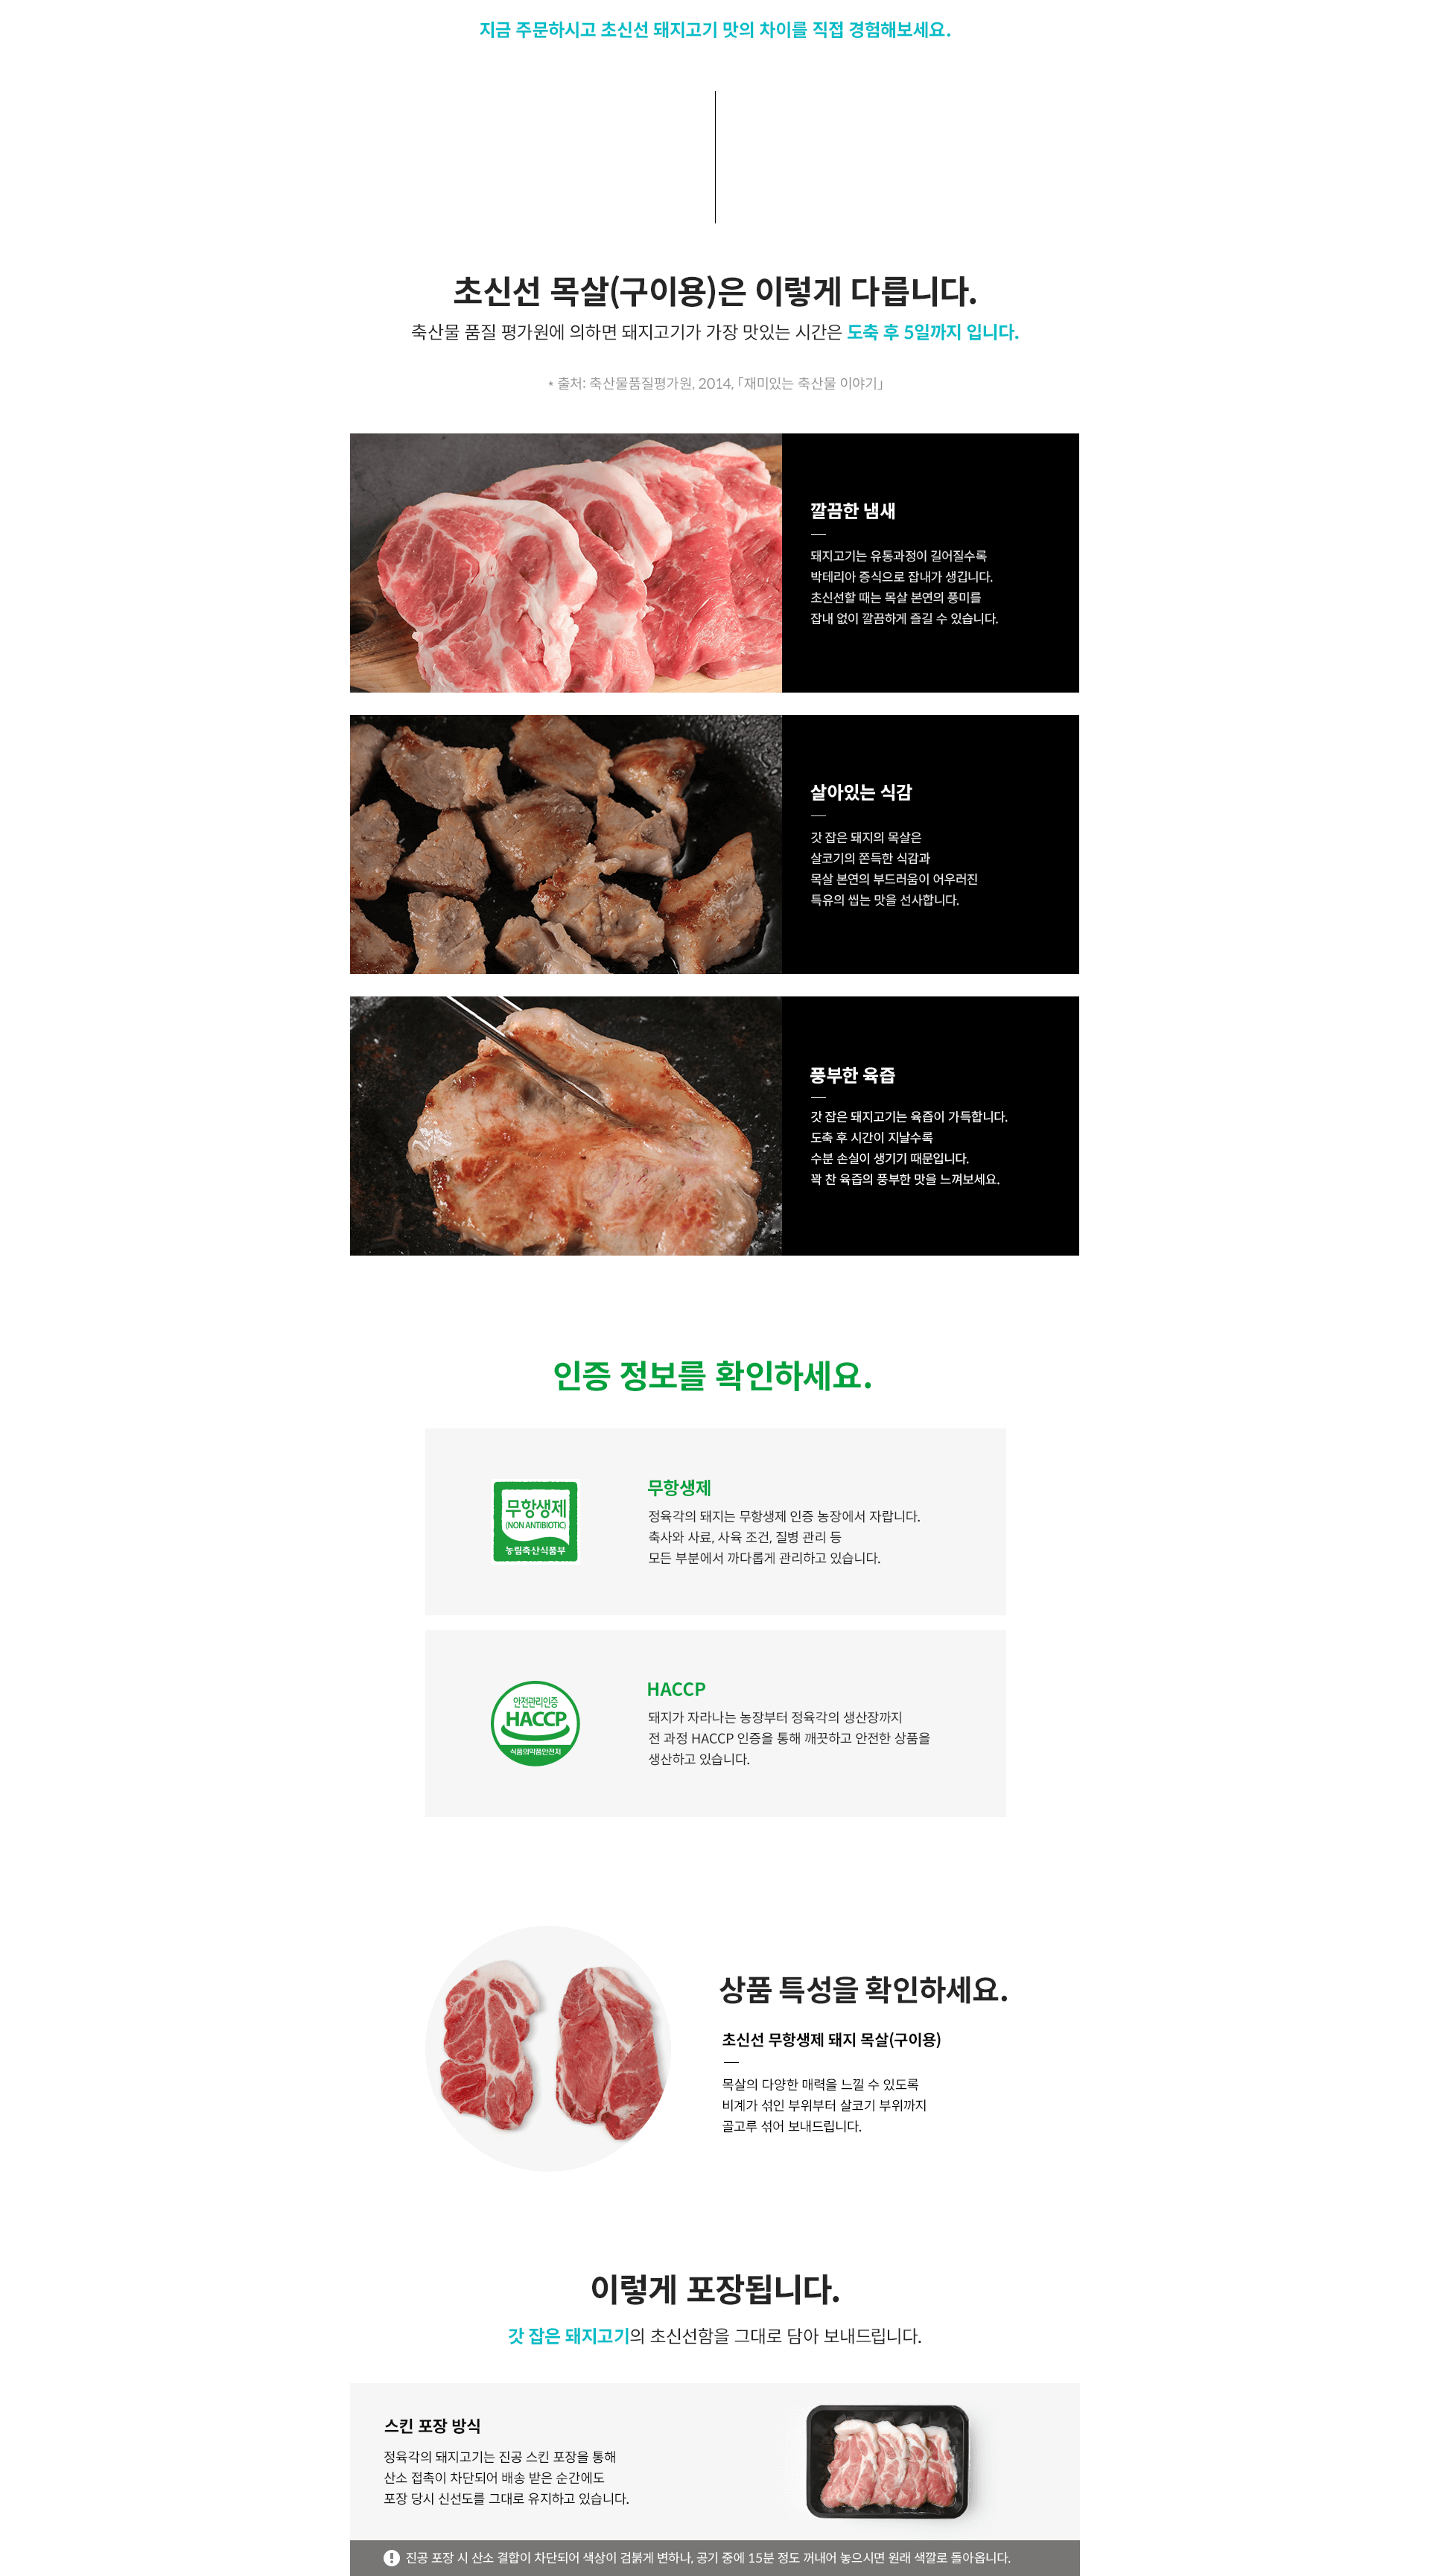 지금 주문하시고 초신선 돼지고기 맛의 차이를 직접 경험해보세요.
초신선 목살(구이용)은 이렇게 다릅니다.
축산물 품질 평가원에 의하면 돼지고기가 가장 맛있는 시간은 도축 후 5일까지 입니다.
* 출처: 축산물품질평가원, 2014, 「재미있는 축산물 이야기」
깔끔한 냄새
돼지고기는 유통과정이 길어질수록
박테리아 증식으로 잡내가 생깁니다.
초신선할 때는 목살 본연의 풍미를
잡내 없이 깔끔하게 즐길 수 있습니다.
살아있는 식감
갓 잡은 돼지의 목살은
살코기의 쫀득한 식감과
목살 본연의 부드러움이 어우러진
특유의 씹는 맛을 선사합니다.
풍부한 육즙
갓 잡은 돼지고기는 육즙이 가득합니다.
도축 후 시간이 지날수록
수분 손실이 생기기 때문입니다.
꽉 찬 육즙의 풍부한 맛을 느껴보세요.
인증 정보를 확인하세요.
무항생제
(NON ANTIBIOTIC)
농림축산식품부
무항생제
정육각의 돼지는 무항생제 인증 농장에서 자랍니다.
축사와 사료, 사육 조건, 질병 관리 등
모든 부분에서 까다롭게 관리하고 있습니다.
안전관리인증
HACCP
식품의약품안전처
HACCP
돼지가 자라나는 농장부터 정육각의 생산장까지
전 과정 HACCP 인증을 통해 깨끗하고 안전한 상품을
생산하고 있습니다.
상품 특성을 확인하세요.
초신선 무항생제 돼지 목살(구이용)
목살의 다양한 매력을 느낄 수 있도록
비계가 섞인 부위부터 살코기 부위까지
골고루 섞어 보내드립니다.
이렇게 포장됩니다.
갓 잡은 돼지고기의 초신선함을 그대로 담아 보내드립니다.
스킨 포장 방식
정육각의 돼지고기는 진공 스킨 포장을 통해
산소 접촉이 차단되어 배송 받은 순간에도
포장 당시 신선도를 그대로 유지하고 있습니다.
진공 포장 시 산소 결합이 차단되어 색상이 검붉게 변하나, 공기 중에 15분 정도 꺼내어 놓으시면 원래 색깔로 돌아옵니다.